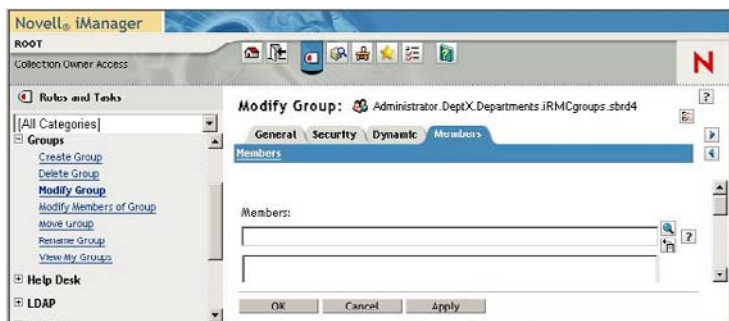 Novell® iManager
ROOT
Collection Owner Access
N
Roles and Tasks
[All Categories]
Groups
Create Group
Delete Group
Modify Group
Modify Members of Group
Move Group
Rename Group
View My Groups
Help Desk
LDAP
Modify Group: Administrator.DeptX.Departments.iRMCgroups.sbrd4
?
General Security Dynamic Members
Members
Members:
?
OK Cancel Apply